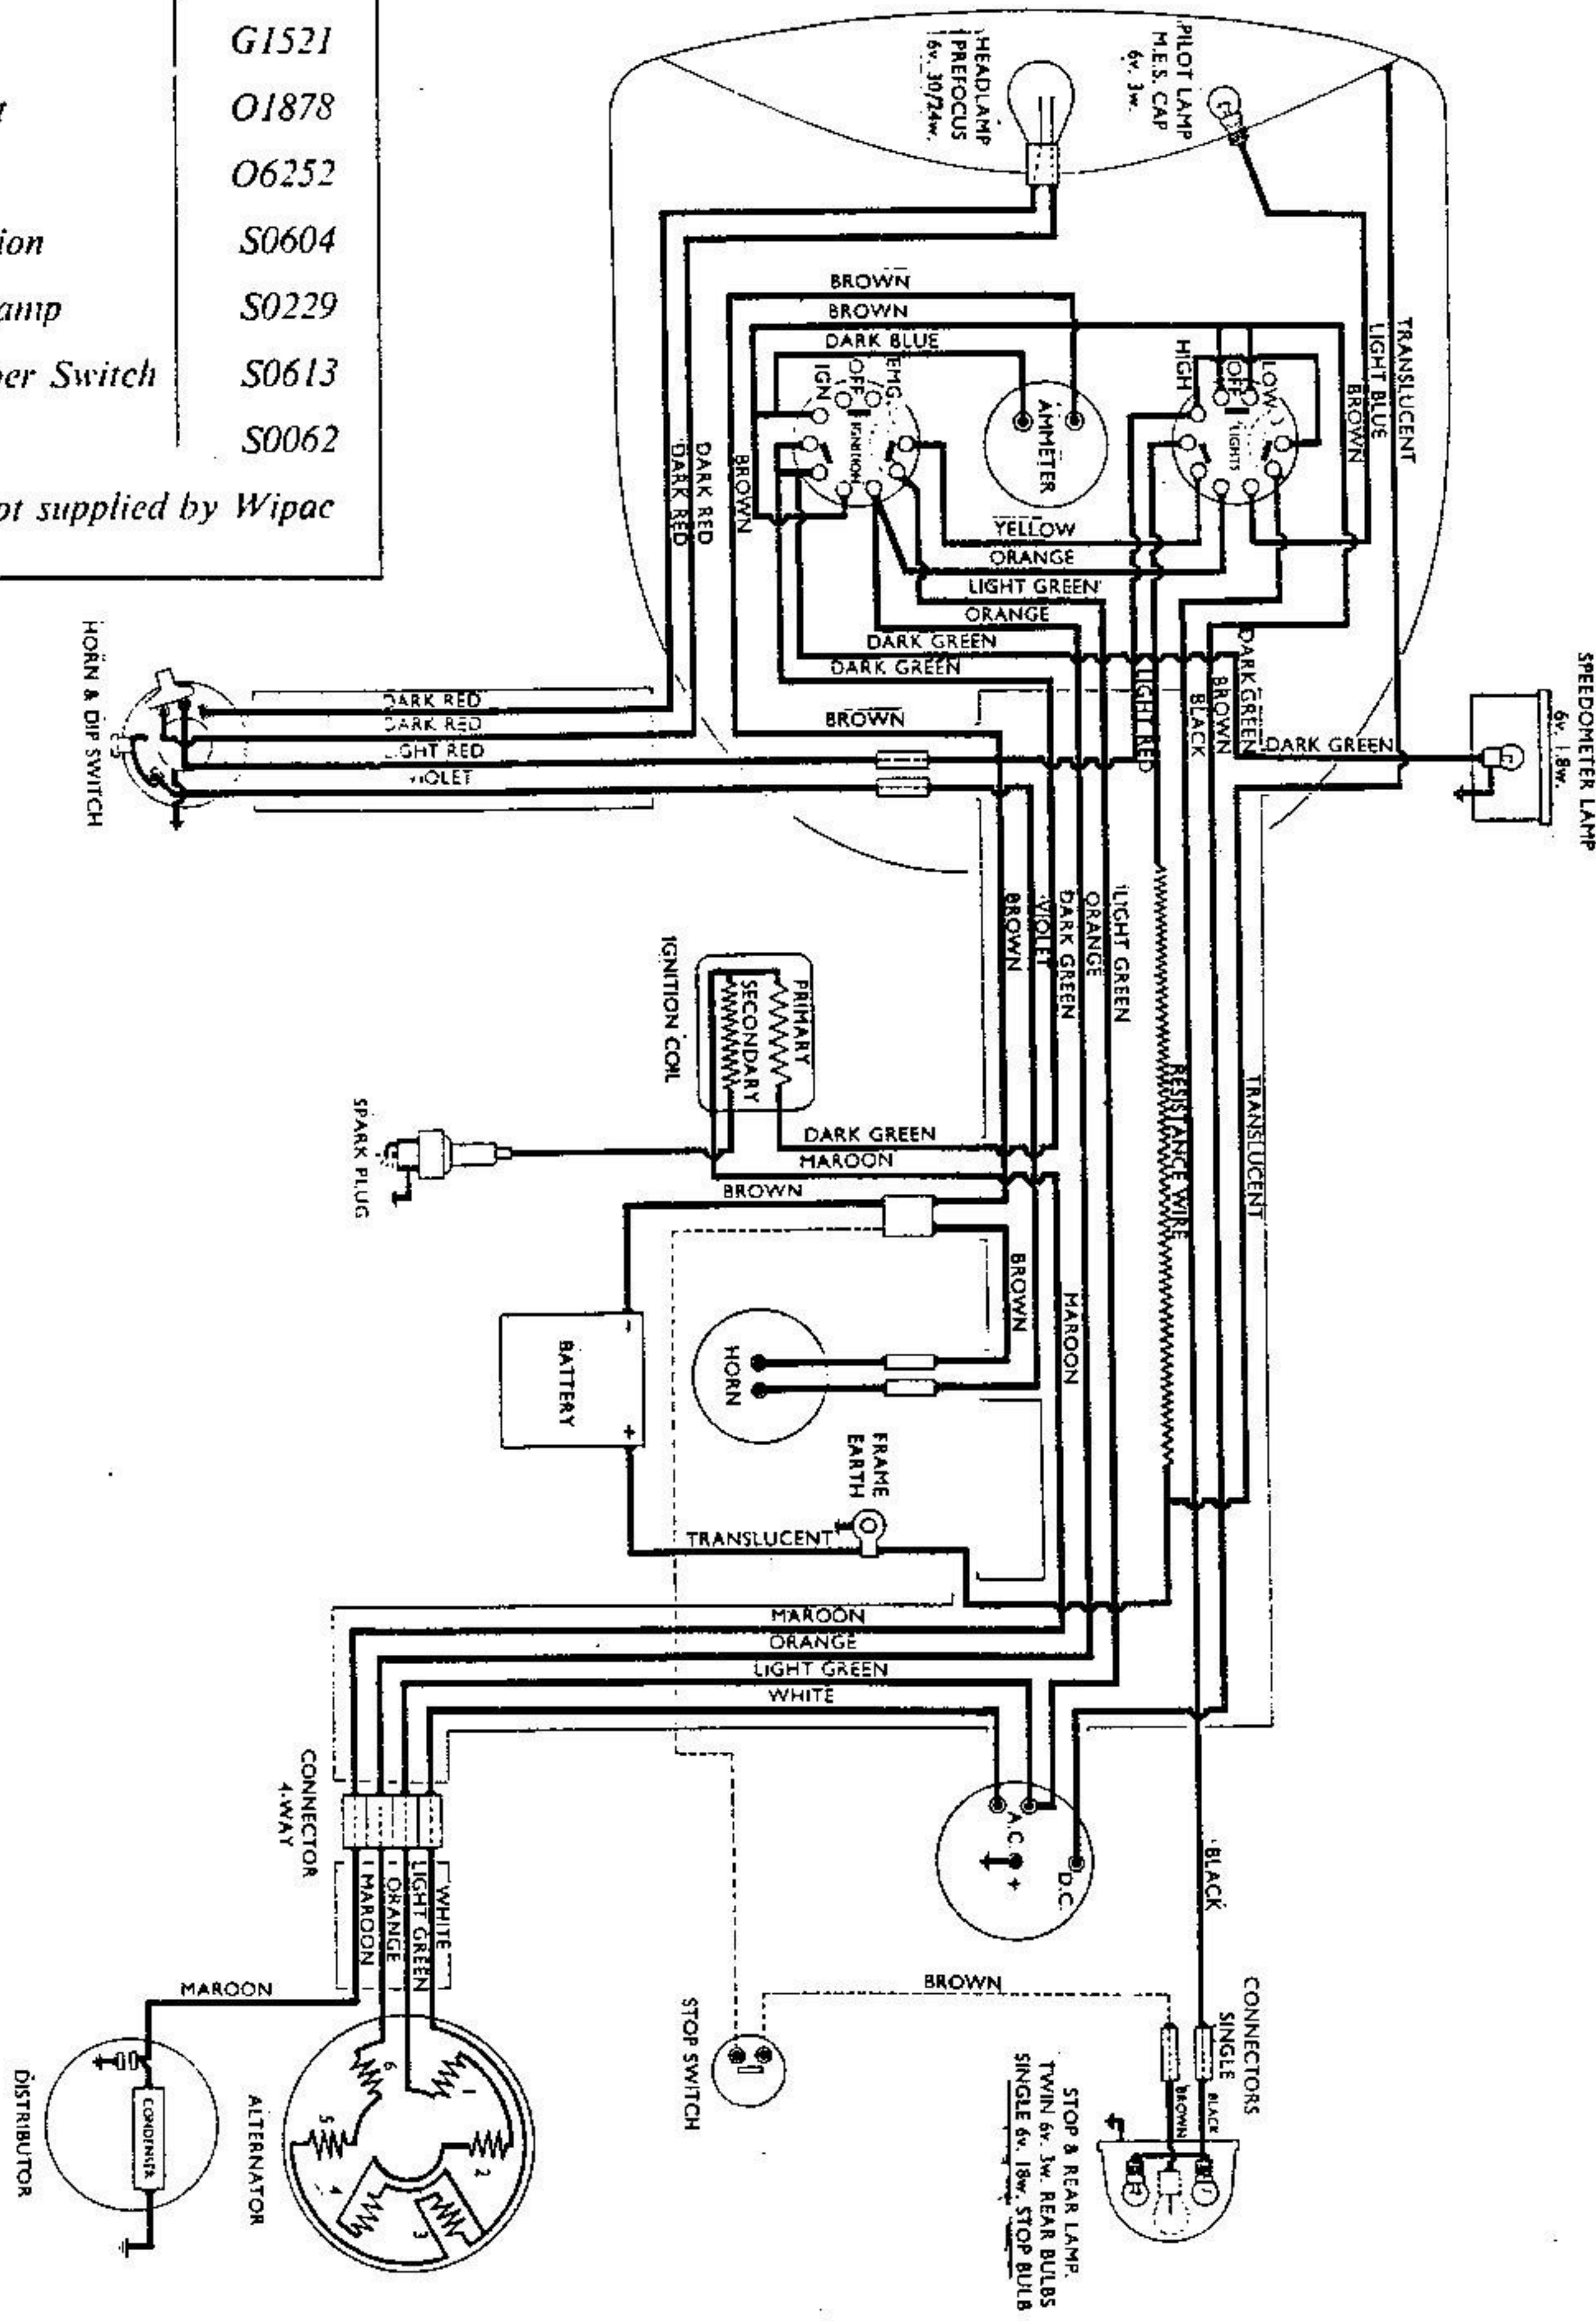 G1521
t O1878
O6252
ion S0604
amp S0229
per Switch S0613
S0062
ot supplied by Wipac
HEADLAMP
PREFOCUS
6v. 30/24w.
PILOT LAMP
M.E.S. CAP
6v. 3w.
BROWN
BROWN
DARK BLUE
IGN
OFF
EMG
IGNITION
AMMETER
HIGH
OFF
LOW
LIGHTS
TRANSLUCENT
LIGHT BLUE
BROWN
DARK RED
DARK RED
BROWN
YELLOW
ORANGE
LIGHT GREEN
ORANGE
DARK GREEN
DARK GREEN
BROWN
LIGHT RED
BLACK
BROWN
DARK GREEN
DARK GREEN
SPEEDOMETER LAMP
6v. 1.8w.
HORN & DIP SWITCH
DARK RED
DARK RED
LIGHT RED
VIOLET
BROWN
VIOLET
DARK GREEN
ORANGE
LIGHT GREEN
RESISTANCE WIRE
TRANSLUCENT
IGNITION COIL
PRIMARY
SECONDARY
SPARK PLUG
DARK GREEN
MAROON
BROWN
BROWN
MAROON
BATTERY
- +
HORN
FRAME
EARTH
TRANSLUCENT
MAROON
ORANGE
LIGHT GREEN
WHITE
CONNECTOR
4-WAY
A.C.
+
D.C.
BLACK
MAROON
ORANGE
LIGHT GREEN
WHITE
MAROON
BROWN
CONNECTORS
SINGLE
BLACK
BROWN
STOP SWITCH
STOP & REAR LAMP.
TWIN 6v. 3w. REAR BULBS
SINGLE 6v. 18w. STOP BULB
DISTRIBUTOR
CONDENSER
ALTERNATOR
1
2
3
4
5
6